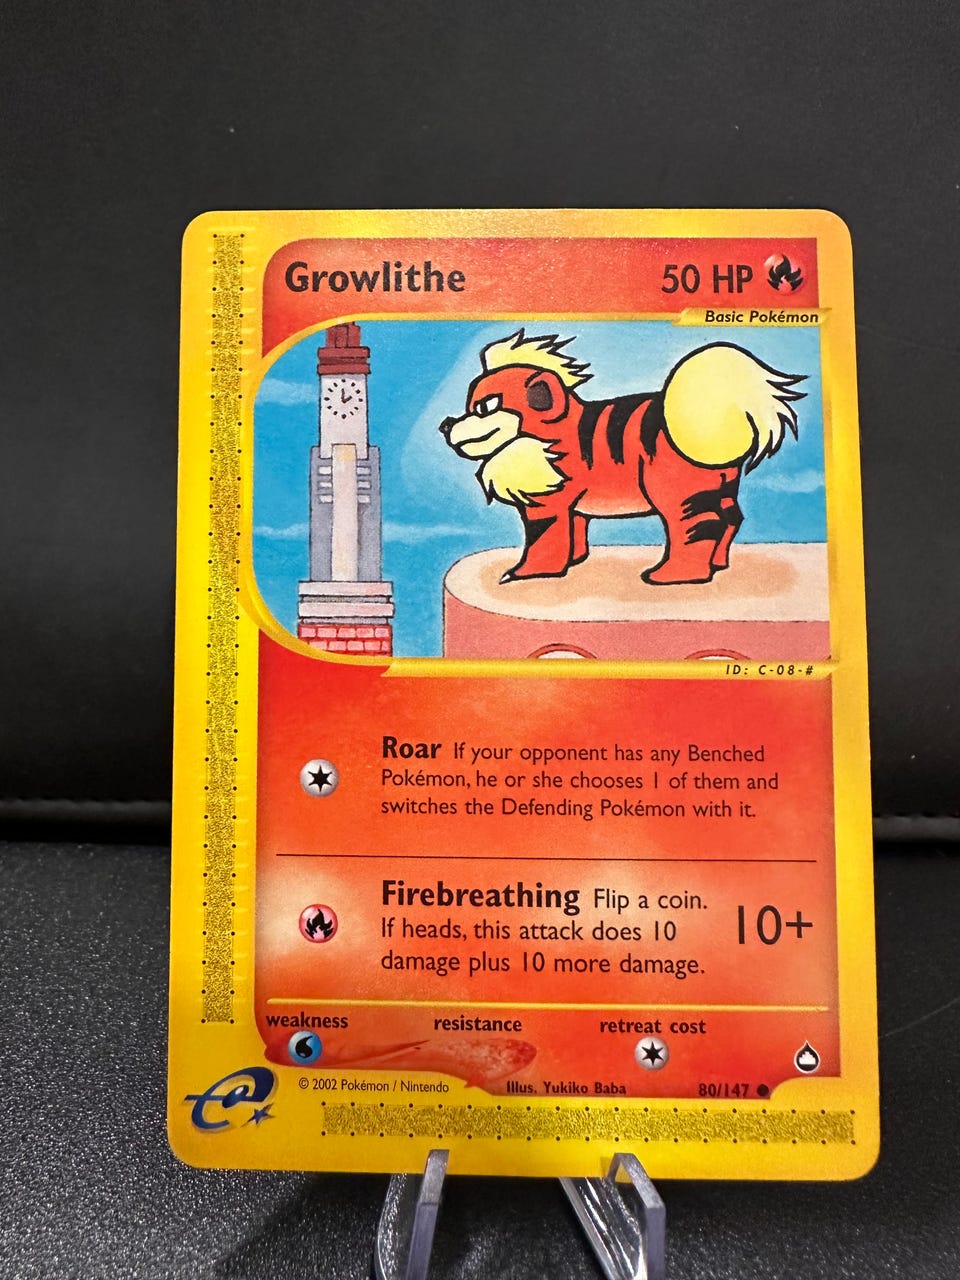 Growlithe 50 HP
Basic Pokémon
ID: C-08-#
Roar If your opponent has any Benched
Pokémon, he or she chooses 1 of them and
switches the Defending Pokémon with it.
Firebreathing Flip a coin.
If heads, this attack does 10
damage plus 10 more damage.
10+
weakness resistance retreat cost
© 2002 Pokémon / Nintendo Illus. Yukiko Baba 80/147
e